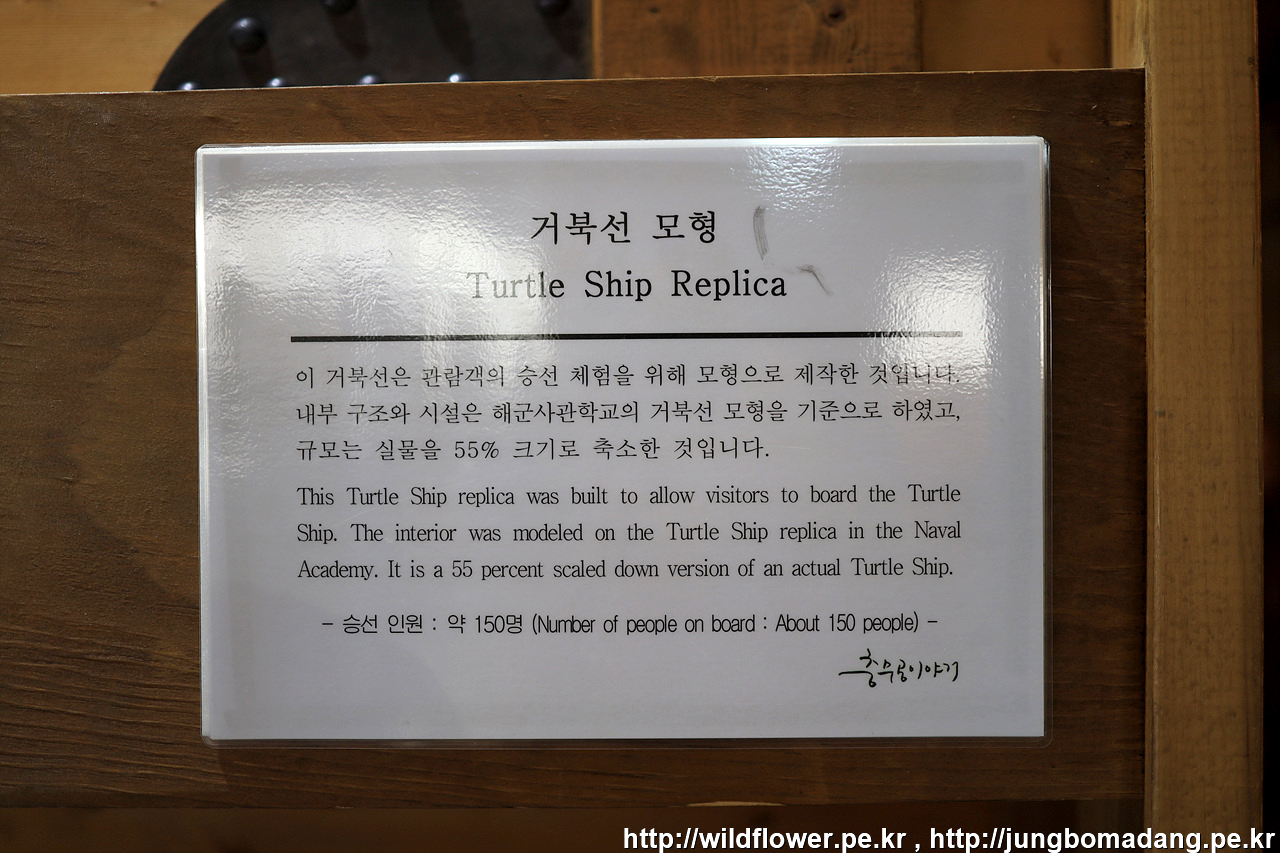 거북선 모형
Turtle Ship Replica
이 거북선은 관람객의 승선 체험을 위해 모형으로 제작한 것입니다.
내부 구조와 시설은 해군사관학교의 거북선 모형을 기준으로 하였고,
규모는 실물을 55% 크기로 축소한 것입니다.
This Turtle Ship replica was built to allow visitors to board the Turtle
Ship. The interior was modeled on the Turtle Ship replica in the Naval
Academy. It is a 55 percent scaled down version of an actual Turtle Ship.
- 승선 인원 : 약 150명 (Number of people on board : About 150 people) -
충무공이야기
http://wildflower.pe.kr , http://jungbomadang.pe.kr